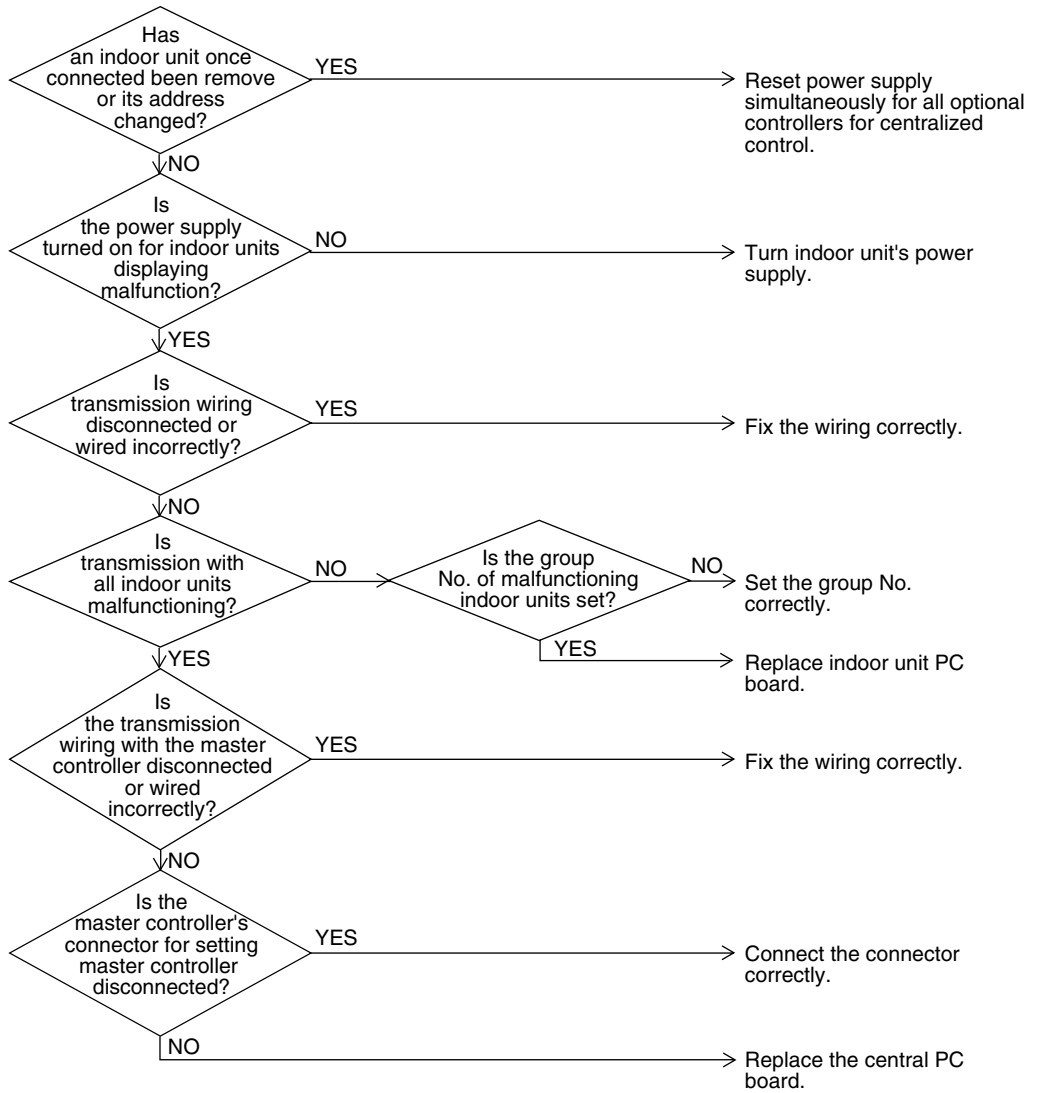 Has
an indoor unit once
connected been remove
or its address
changed?
YES
Reset power supply
simultaneously for all optional
controllers for centralized
control.
NO
Is
the power supply
turned on for indoor units
displaying
malfunction?
NO
Turn indoor unit's power
supply.
YES
Is
transmission wiring
disconnected or
wired incorrectly?
YES
Fix the wiring correctly.
NO
Is
transmission with
all indoor units
malfunctioning?
NO
Is the group
No. of malfunctioning
indoor units set?
NO
Set the group No.
correctly.
YES
Replace indoor unit PC
board.
YES
Is
the transmission
wiring with the master
controller disconnected
or wired
incorrectly?
YES
Fix the wiring correctly.
NO
Is the
master controller's
connector for setting
master controller
disconnected?
YES
Connect the connector
correctly.
NO
Replace the central PC
board.